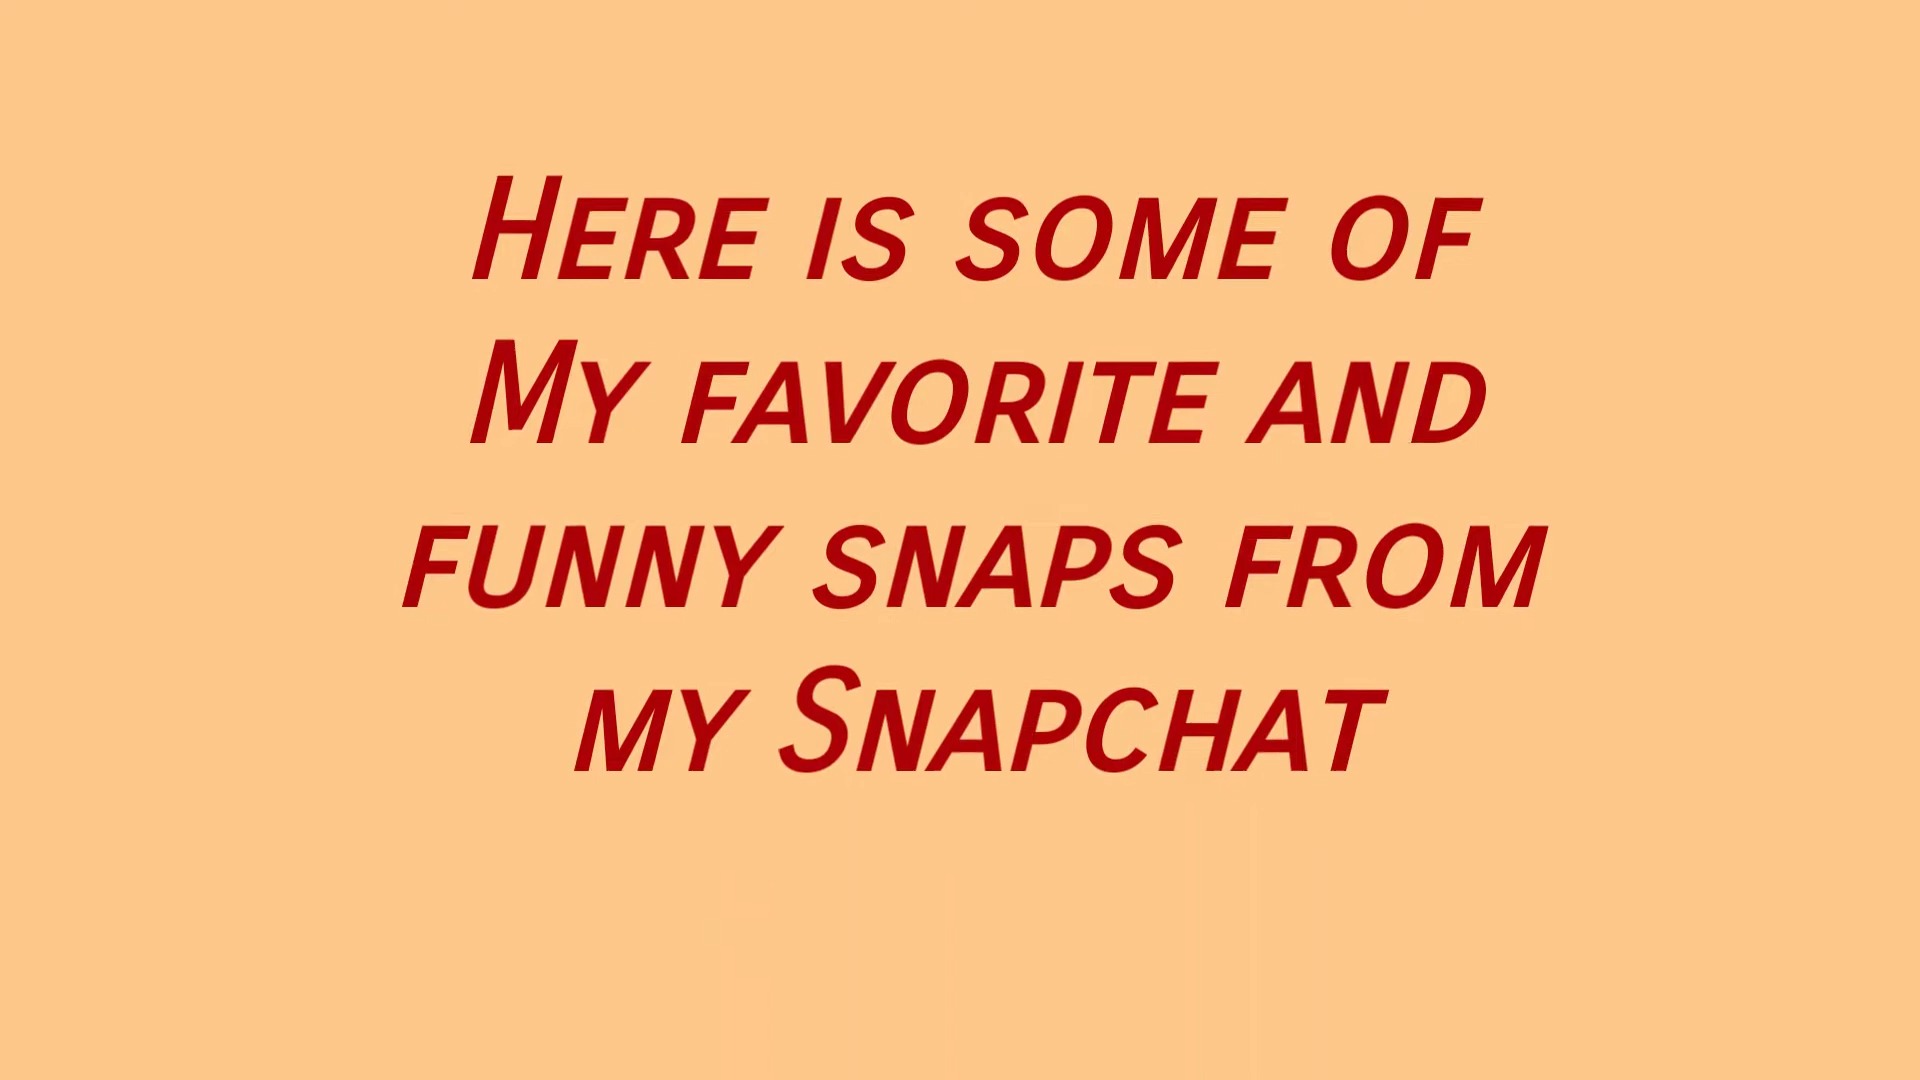 Here is some of
My favorite and
funny snaps from
my Snapchat